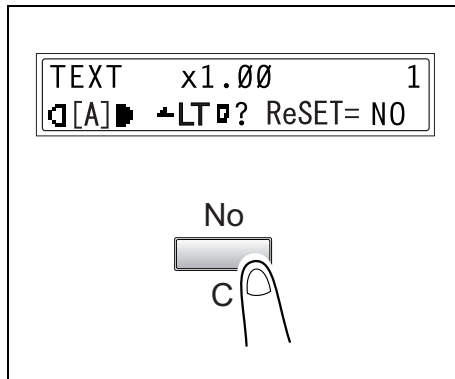 TEXT x1.00 1
[A] LT ? ReSET= NO
No
C